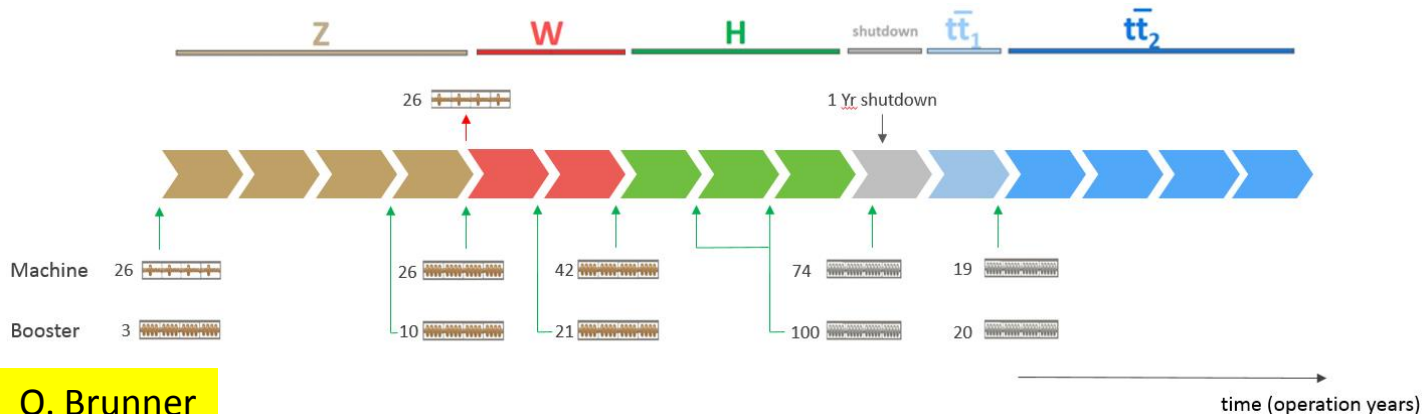 Z W H shutdown tt̄₁ tt̄₂
26 1 Yr shutdown
Machine 26 26 42 74 19
Booster 3 10 21 100 20
O. Brunner
time (operation years)